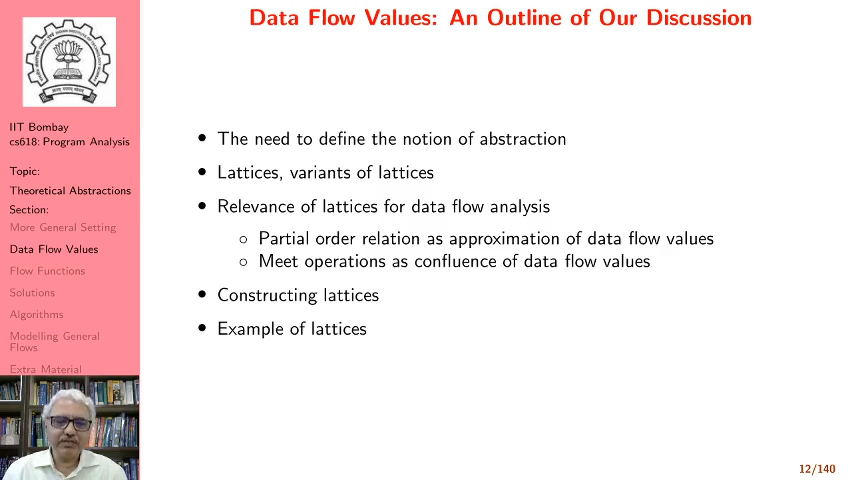 Data Flow Values: An Outline of Our Discussion
IIT Bombay
cs618: Program Analysis
Topic:
Theoretical Abstractions
Section:
More General Setting
Data Flow Values
Flow Functions
Solutions
Algorithms
Modelling General
Flows
Extra Material
• The need to define the notion of abstraction
• Lattices, variants of lattices
• Relevance of lattices for data flow analysis
◦ Partial order relation as approximation of data flow values
◦ Meet operations as confluence of data flow values
• Constructing lattices
• Example of lattices
12/140